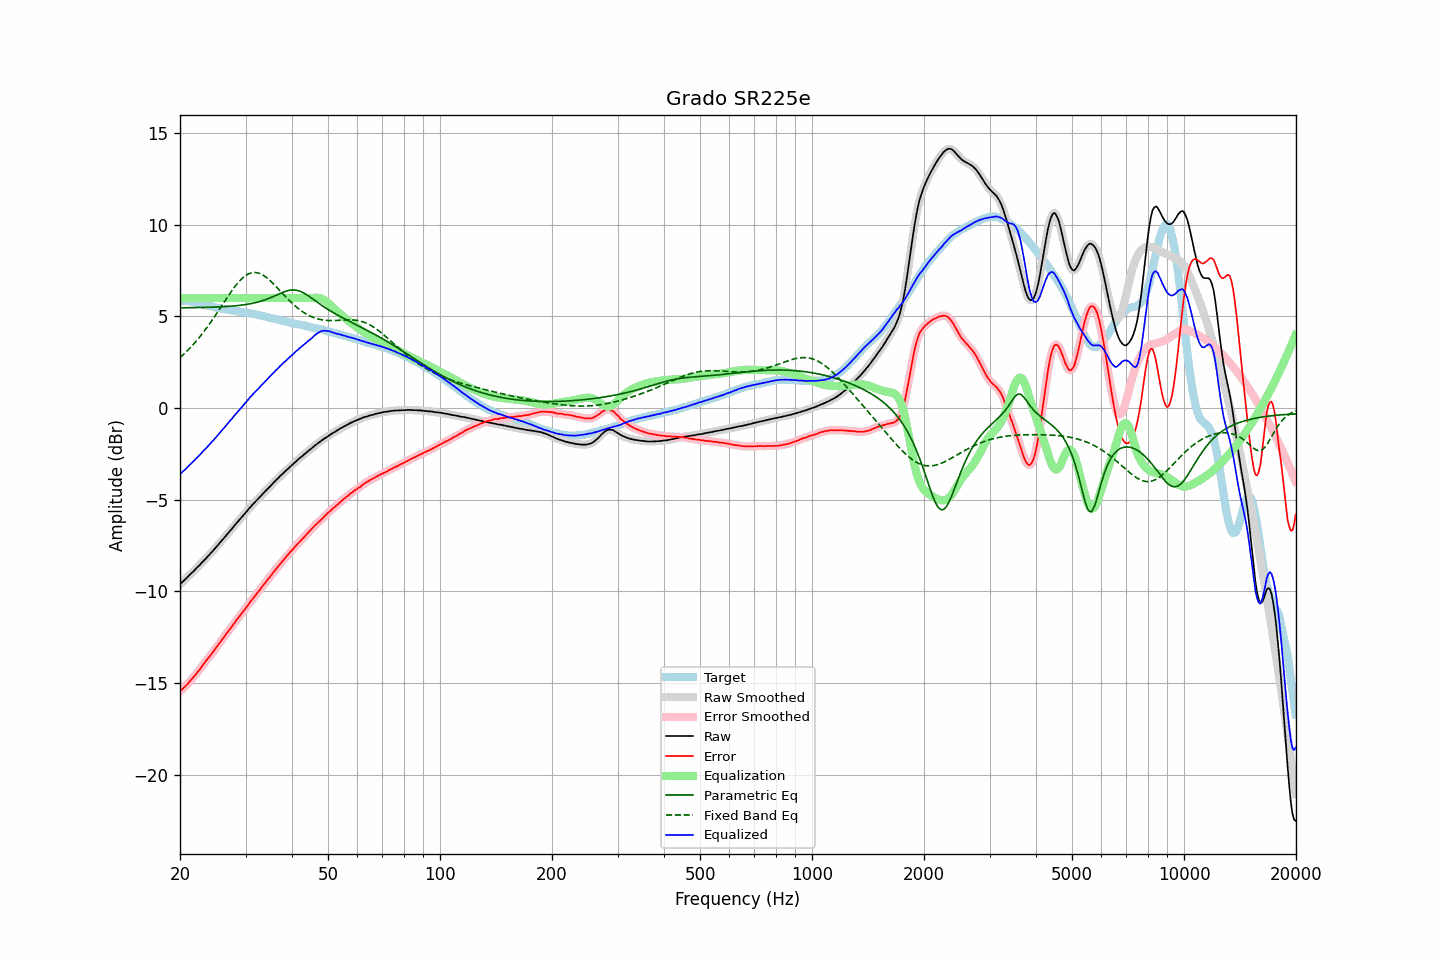 Grado SR225e
Amplitude (dBr)
15
10
5
0
−5
−10
−15
−20
Target
Raw Smoothed
Error Smoothed
Raw
Error
Equalization
Parametric Eq
Fixed Band Eq
Equalized
20 50 100 200 500 1000 2000 5000 10000 20000
Frequency (Hz)